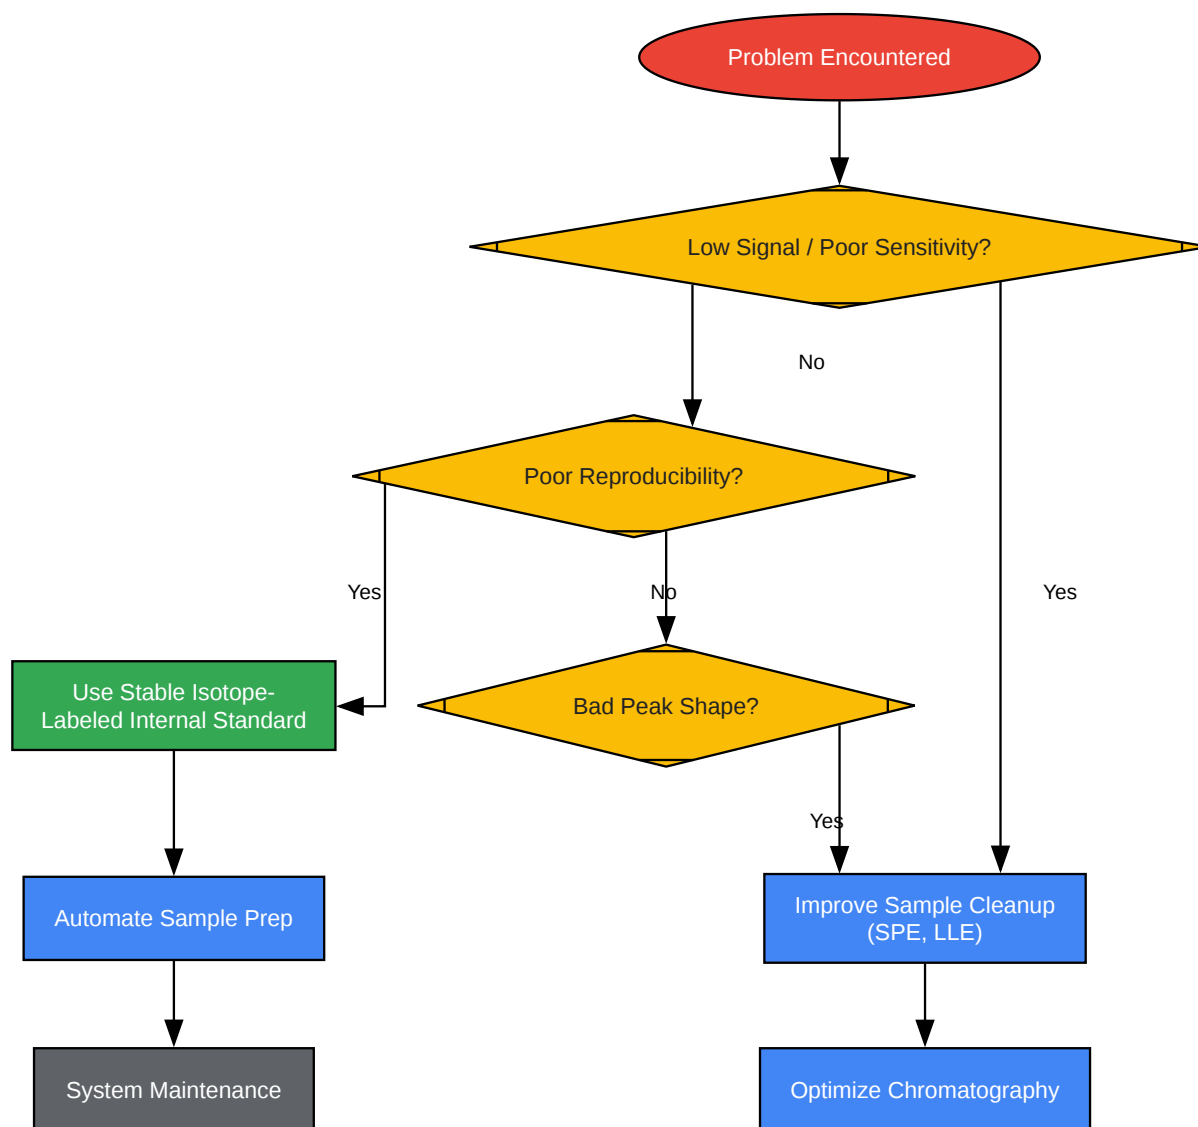 Problem Encountered
Low Signal / Poor Sensitivity?
No
Poor Reproducibility?
Yes
No
Yes
Use Stable Isotope-
Labeled Internal Standard
Bad Peak Shape?
Yes
Automate Sample Prep
Improve Sample Cleanup
(SPE, LLE)
System Maintenance
Optimize Chromatography